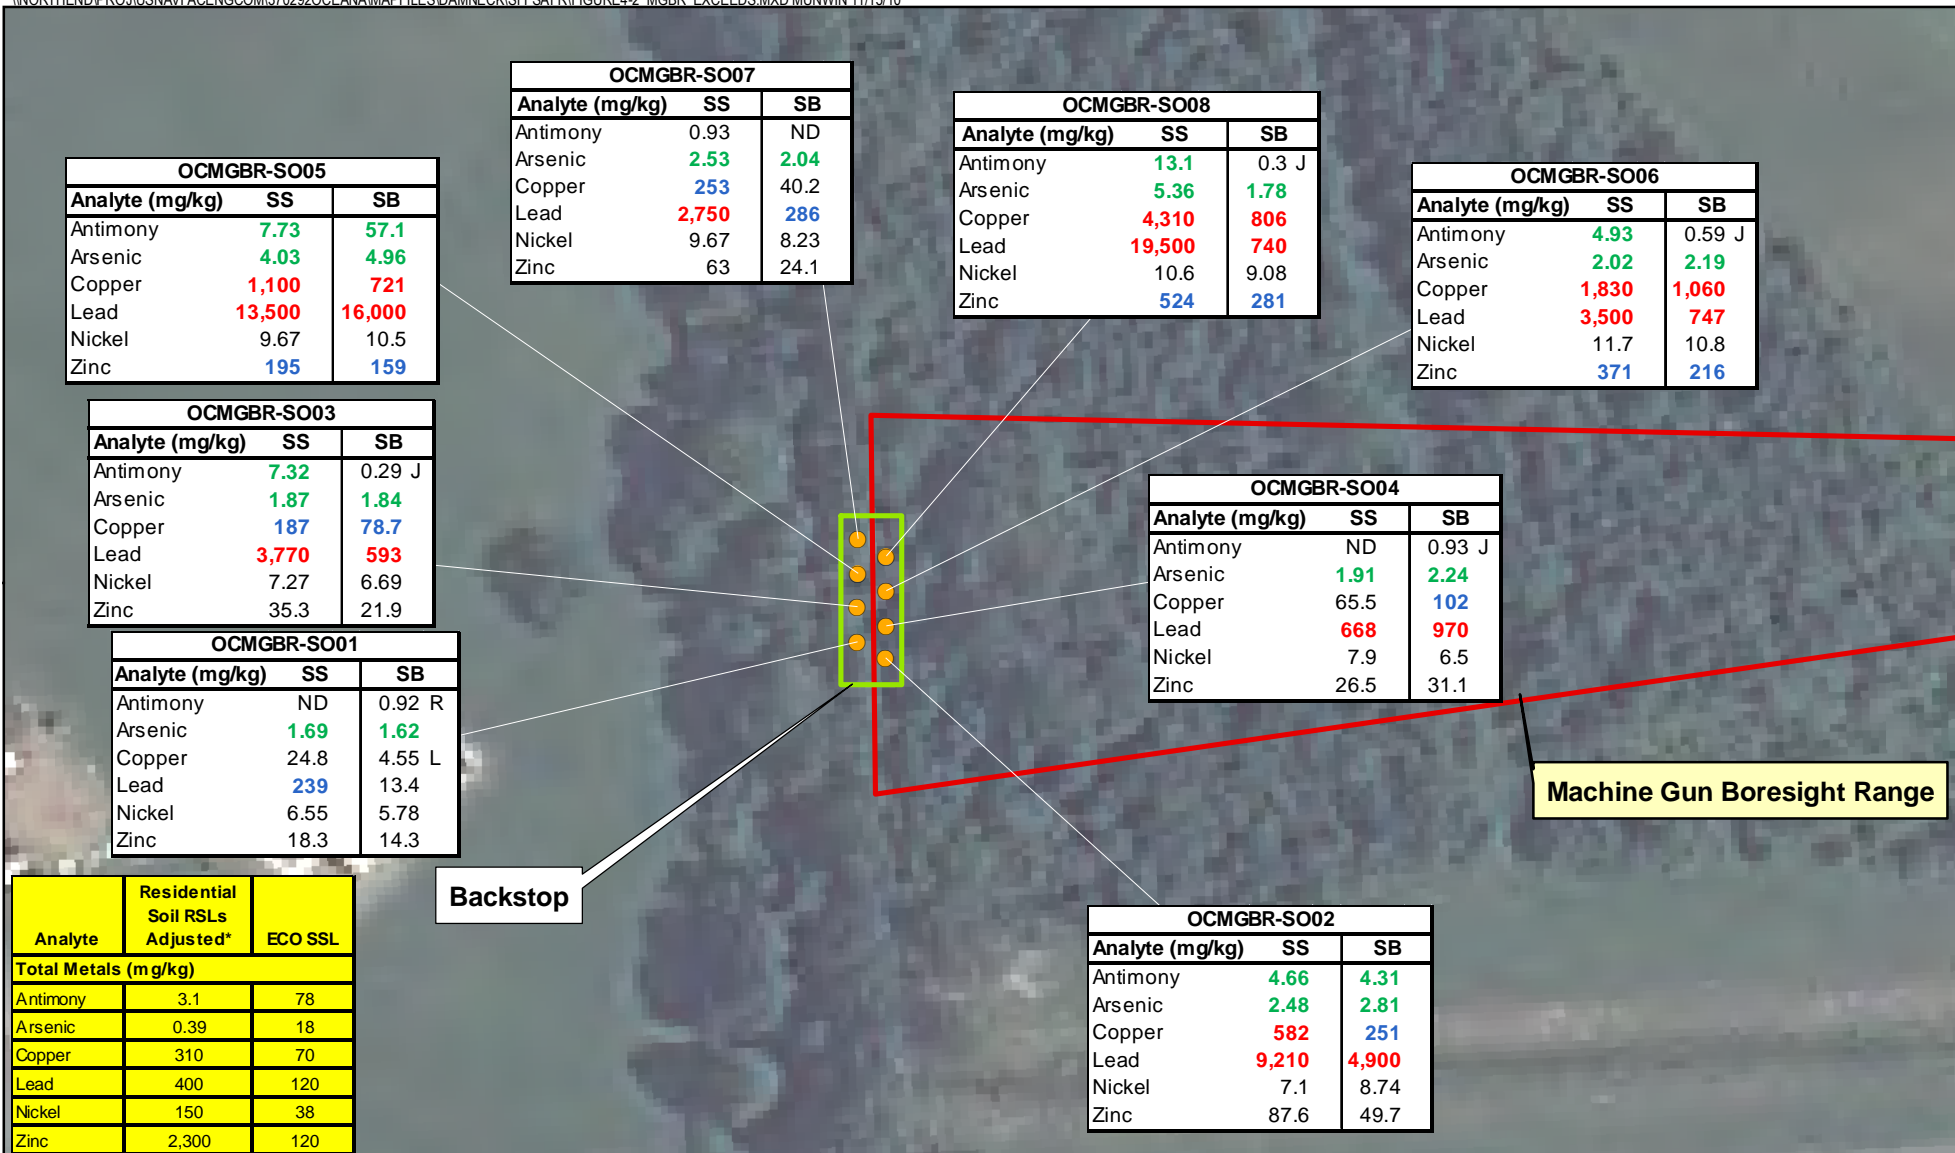 OCMGBR-SO07
Analyte (mg/kg) SS SB
Antimony 0.93 ND
Arsenic 2.53 2.04
Copper 253 40.2
Lead 2,750 286
Nickel 9.67 8.23
Zinc 63 24.1
OCMGBR-SO08
Analyte (mg/kg) SS SB
Antimony 13.1 0.3 J
Arsenic 5.36 1.78
Copper 4,310 806
Lead 19,500 740
Nickel 10.6 9.08
Zinc 524 281
OCMGBR-SO05
Analyte (mg/kg) SS SB
Antimony 7.73 57.1
Arsenic 4.03 4.96
Copper 1,100 721
Lead 13,500 16,000
Nickel 9.67 10.5
Zinc 195 159
OCMGBR-SO06
Analyte (mg/kg) SS SB
Antimony 4.93 0.59 J
Arsenic 2.02 2.19
Copper 1,830 1,060
Lead 3,500 747
Nickel 11.7 10.8
Zinc 371 216
OCMGBR-SO03
Analyte (mg/kg) SS SB
Antimony 7.32 0.29 J
Arsenic 1.87 1.84
Copper 187 78.7
Lead 3,770 593
Nickel 7.27 6.69
Zinc 35.3 21.9
OCMGBR-SO04
Analyte (mg/kg) SS SB
Antimony ND 0.93 J
Arsenic 1.91 2.24
Copper 65.5 102
Lead 668 970
Nickel 7.9 6.5
Zinc 26.5 31.1
OCMGBR-SO01
Analyte (mg/kg) SS SB
Antimony ND 0.92 R
Arsenic 1.69 1.62
Copper 24.8 4.55 L
Lead 239 13.4
Nickel 6.55 5.78
Zinc 18.3 14.3
Machine Gun Boresight Range
Backstop
OCMGBR-SO02
Analyte (mg/kg) SS SB
Antimony 4.66 4.31
Arsenic 2.48 2.81
Copper 582 251
Lead 9,210 4,900
Nickel 7.1 8.74
Zinc 87.6 49.7
Residential
Soil RSLs
Analyte Adjusted* ECO SSL
Total Metals (mg/kg)
Antimony 3.1 78
Arsenic 0.39 18
Copper 310 70
Lead 400 120
Nickel 150 38
Zinc 2,300 120